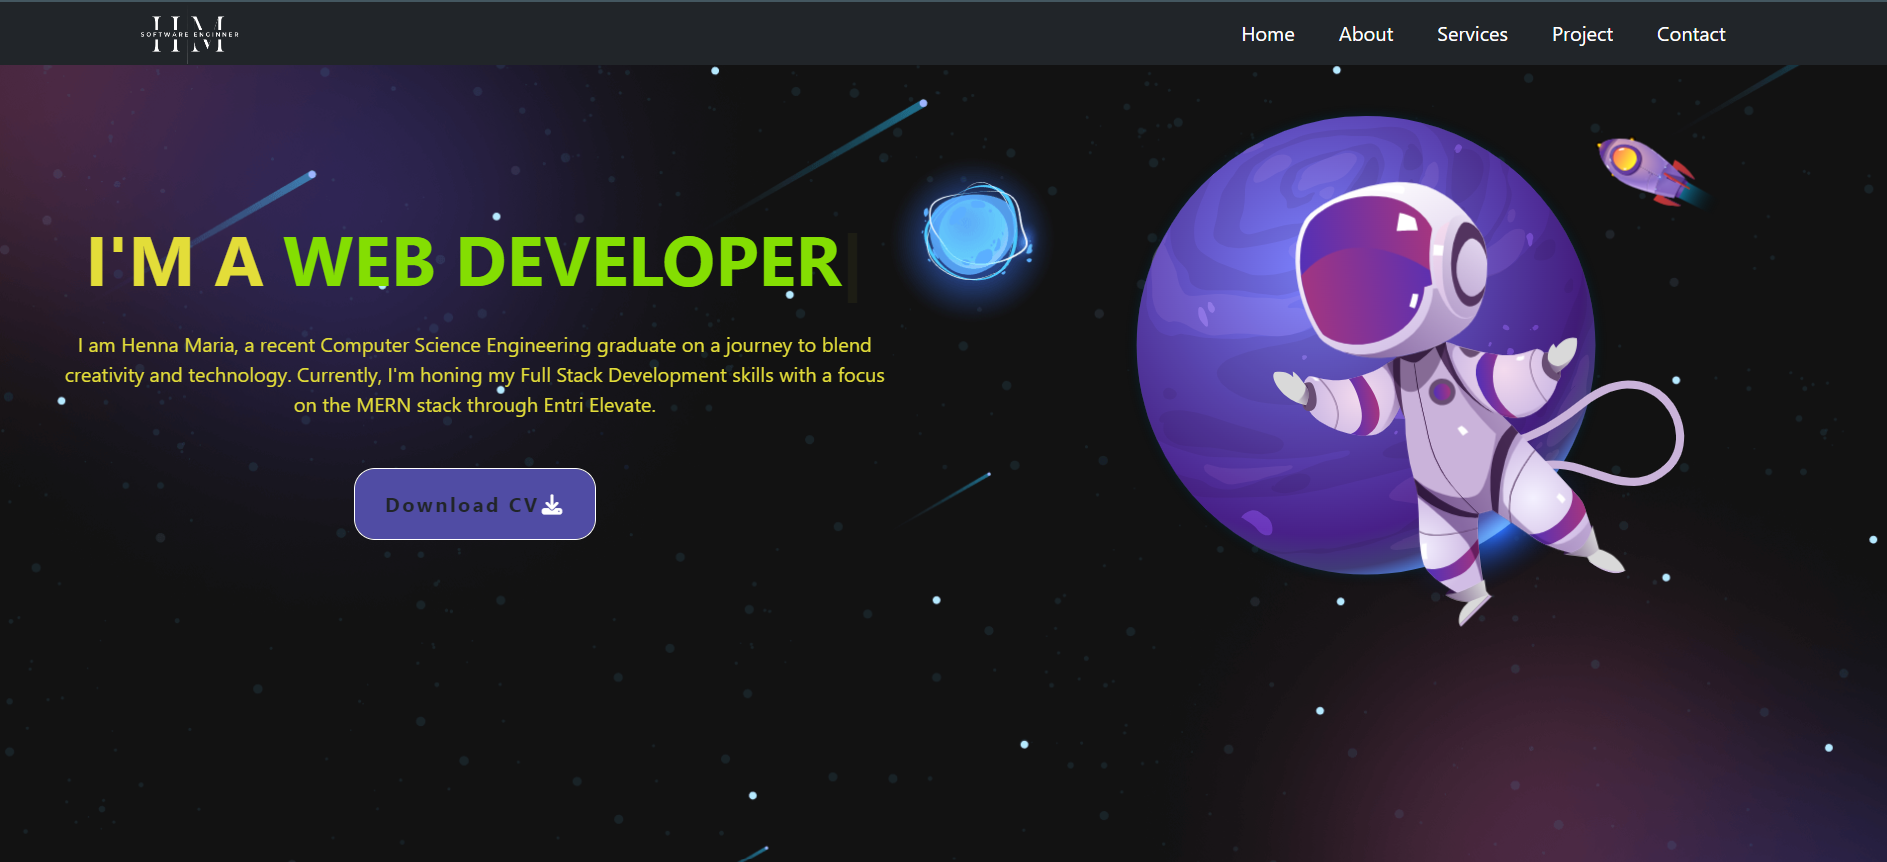 HM
SOFTWARE ENGINNER
Home About Services Project Contact
I'M A WEB DEVELOPER
I am Henna Maria, a recent Computer Science Engineering graduate on a journey to blend
creativity and technology. Currently, I'm honing my Full Stack Development skills with a focus
on the MERN stack through Entri Elevate.
Download CV